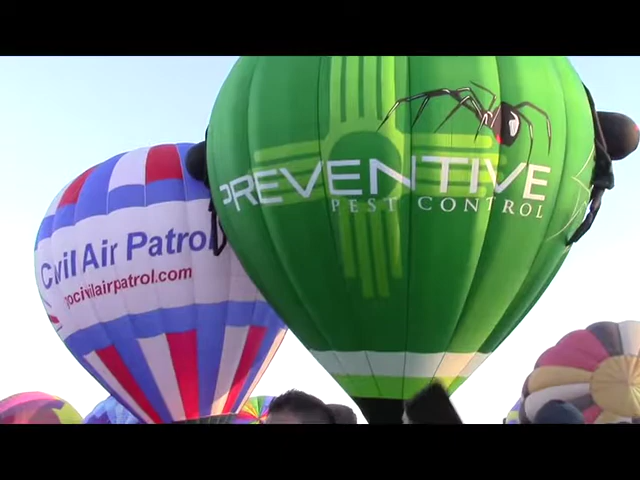 PREVENTIVE
PEST CONTROL
Civil Air Patrol
gocivilairpatrol.com